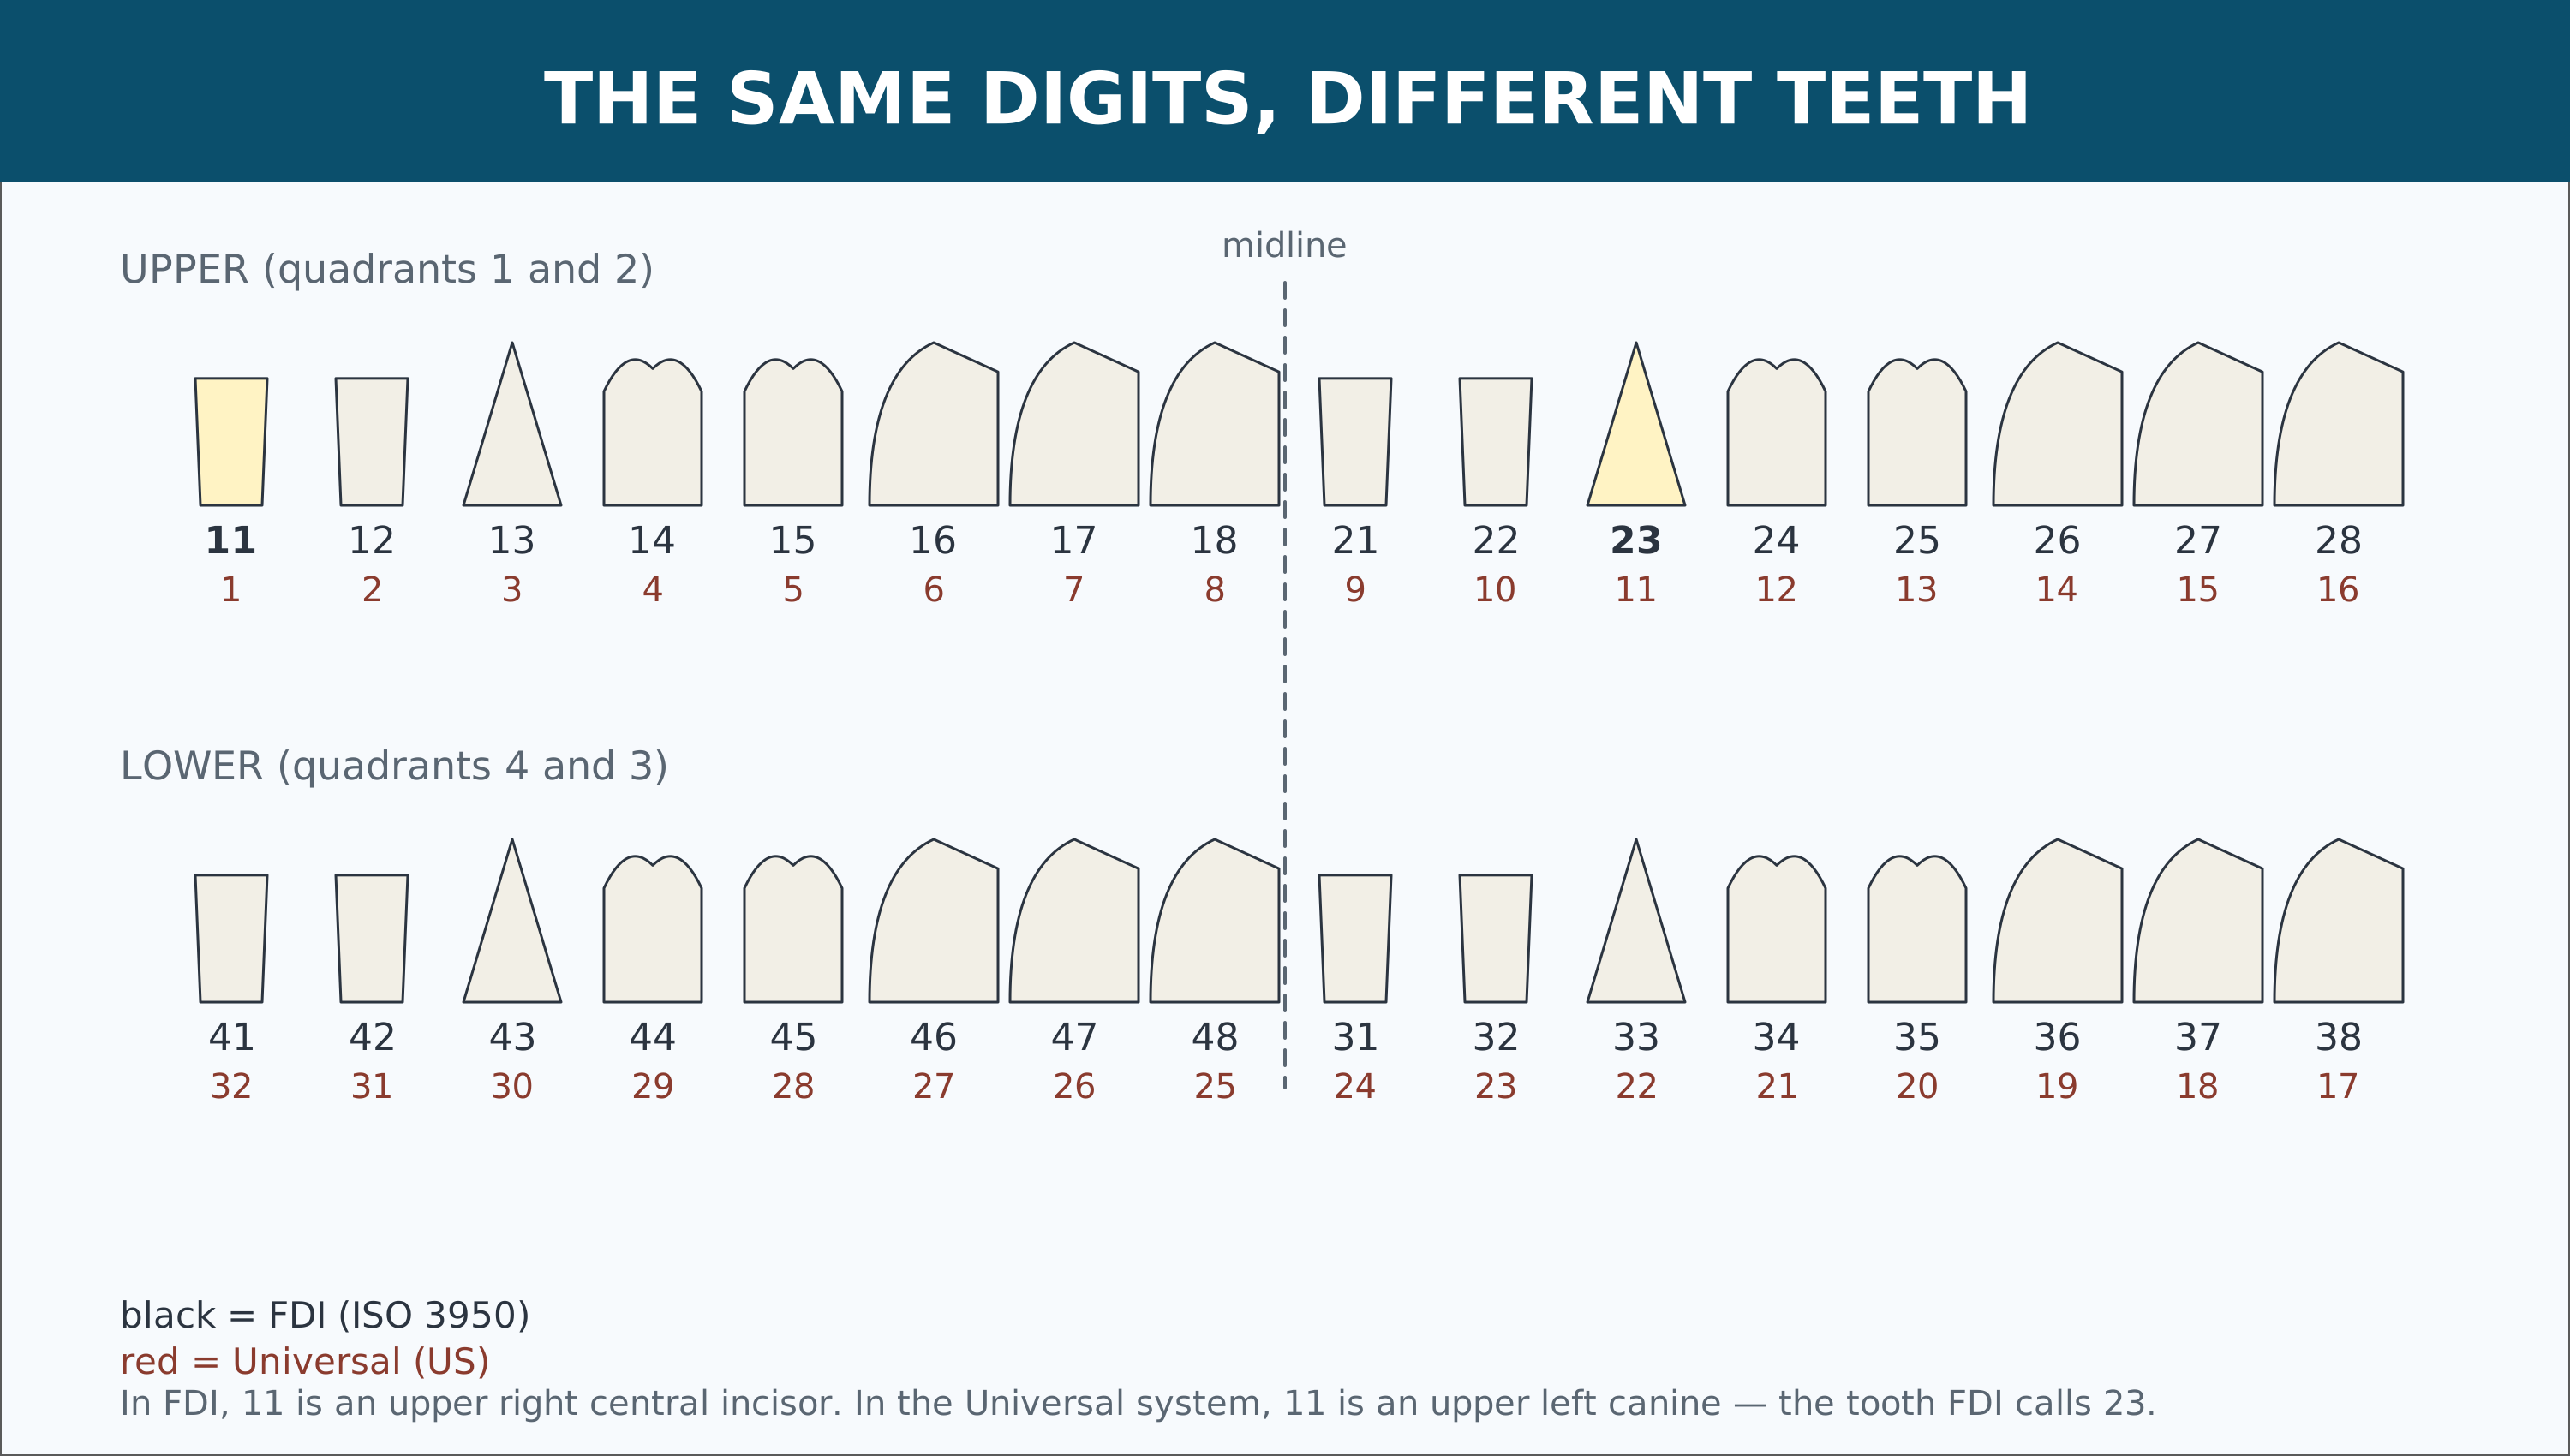 THE SAME DIGITS, DIFFERENT TEETH
midline
UPPER (quadrants 1 and 2)
11 12 13 14 15 16 17 18 21 22 23 24 25 26 27 28
1 2 3 4 5 6 7 8 9 10 11 12 13 14 15 16
LOWER (quadrants 4 and 3)
41 42 43 44 45 46 47 48 31 32 33 34 35 36 37 38
32 31 30 29 28 27 26 25 24 23 22 21 20 19 18 17
black = FDI (ISO 3950)
red = Universal (US)
In FDI, 11 is an upper right central incisor. In the Universal system, 11 is an upper left canine — the tooth FDI calls 23.